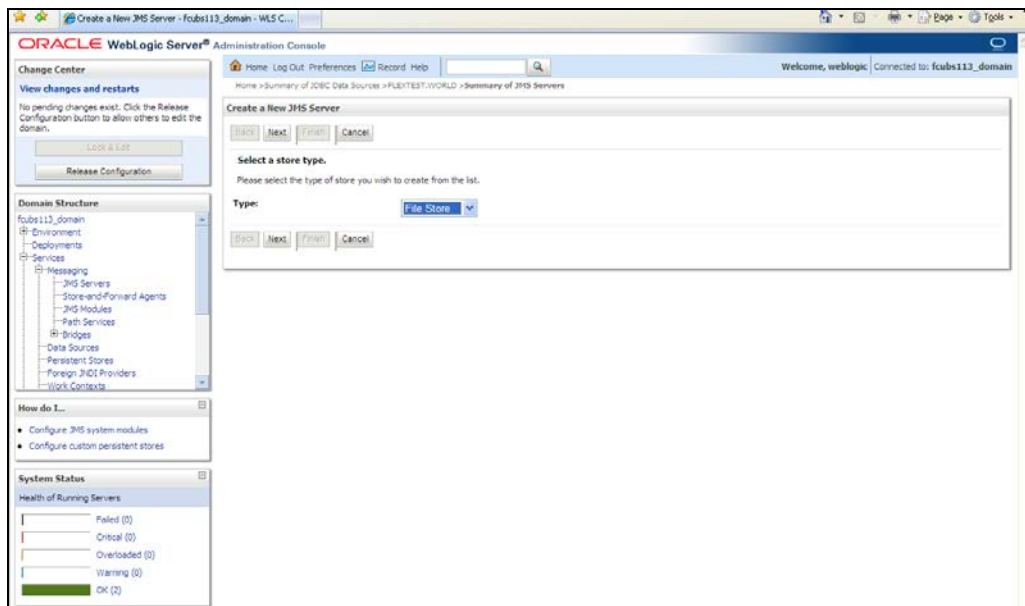 Create a New JMS Server - fcubs113_domain - WLS C...
Page
Tools
ORACLE WebLogic Server® Administration Console
Change Center
View changes and restarts
No pending changes exist. Click the Release
Configuration button to allow others to edit the
domain.
Lock & Edit
Release Configuration
Domain Structure
fcubs113_domain
Environment
Deployments
Services
Messaging
JMS Servers
Store-and-Forward Agents
JMS Modules
Path Services
Bridges
Data Sources
Persistent Stores
Foreign JNDI Providers
Work Contexts
How do I...
Configure JMS system modules
Configure custom persistent stores
System Status
Health of Running Servers
Failed (0)
Critical (0)
Overloaded (0)
Warning (0)
OK (2)
Home Log Out Preferences Record Help
Welcome, weblogic Connected to: fcubs113_domain
Home >Summary of JDBC Data Sources >FLEXTEST.WORLD >Summary of JMS Servers
Create a New JMS Server
Back Next Finish Cancel
Select a store type.
Please select the type of store you wish to create from the list.
Type: File Store
Back Next Finish Cancel